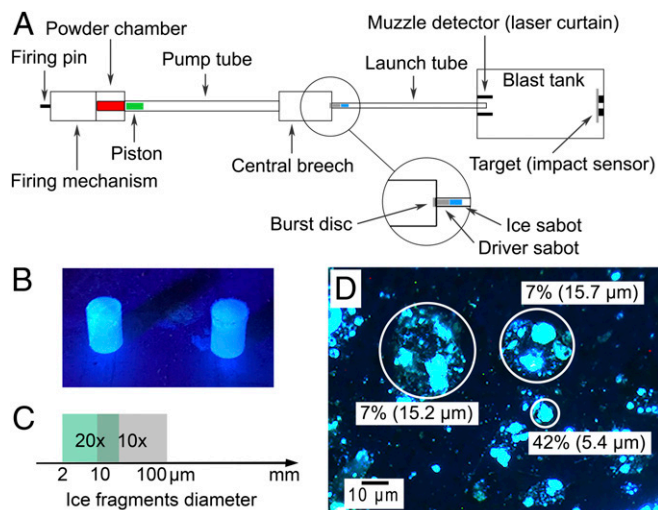 A
Powder chamber
Firing pin
Pump tube
Muzzle detector (laser curtain)
Launch tube
Blast tank
Piston
Firing mechanism
Central breech
Target (impact sensor)
Burst disc
Ice sabot
Driver sabot
B
C
20x
10x
2
10
100 µm
mm
Ice fragments diameter
D
7% (15.7 µm)
7% (15.2 µm)
42% (5.4 µm)
10 µm